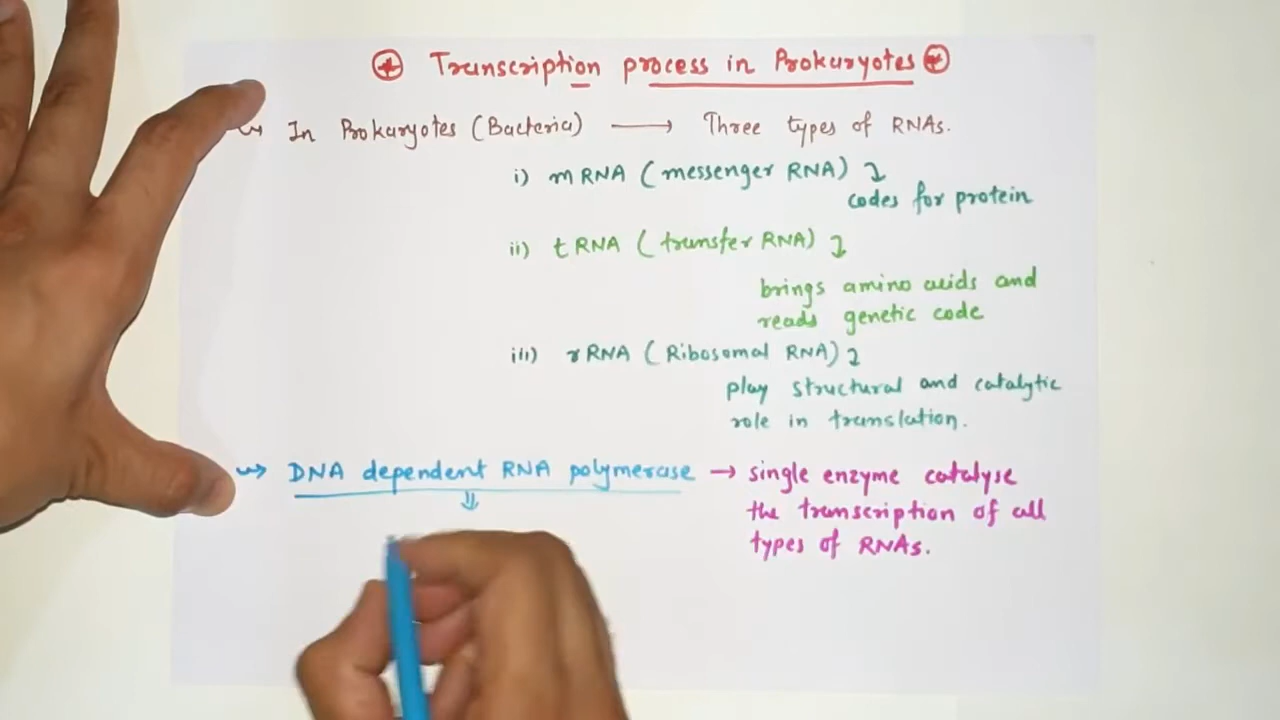 Transcription process in Prokaryotes
In Prokaryotes (Bacteria) → Three types of RNAs.
i) mRNA (messenger RNA)
codes for protein
ii) tRNA (transfer RNA)
brings amino acids and
reads genetic code
iii) rRNA (Ribosomal RNA)
play structural and catalytic
role in translation.
DNA dependent RNA polymerase → single enzyme catalyse
the transcription of all
types of RNAs.